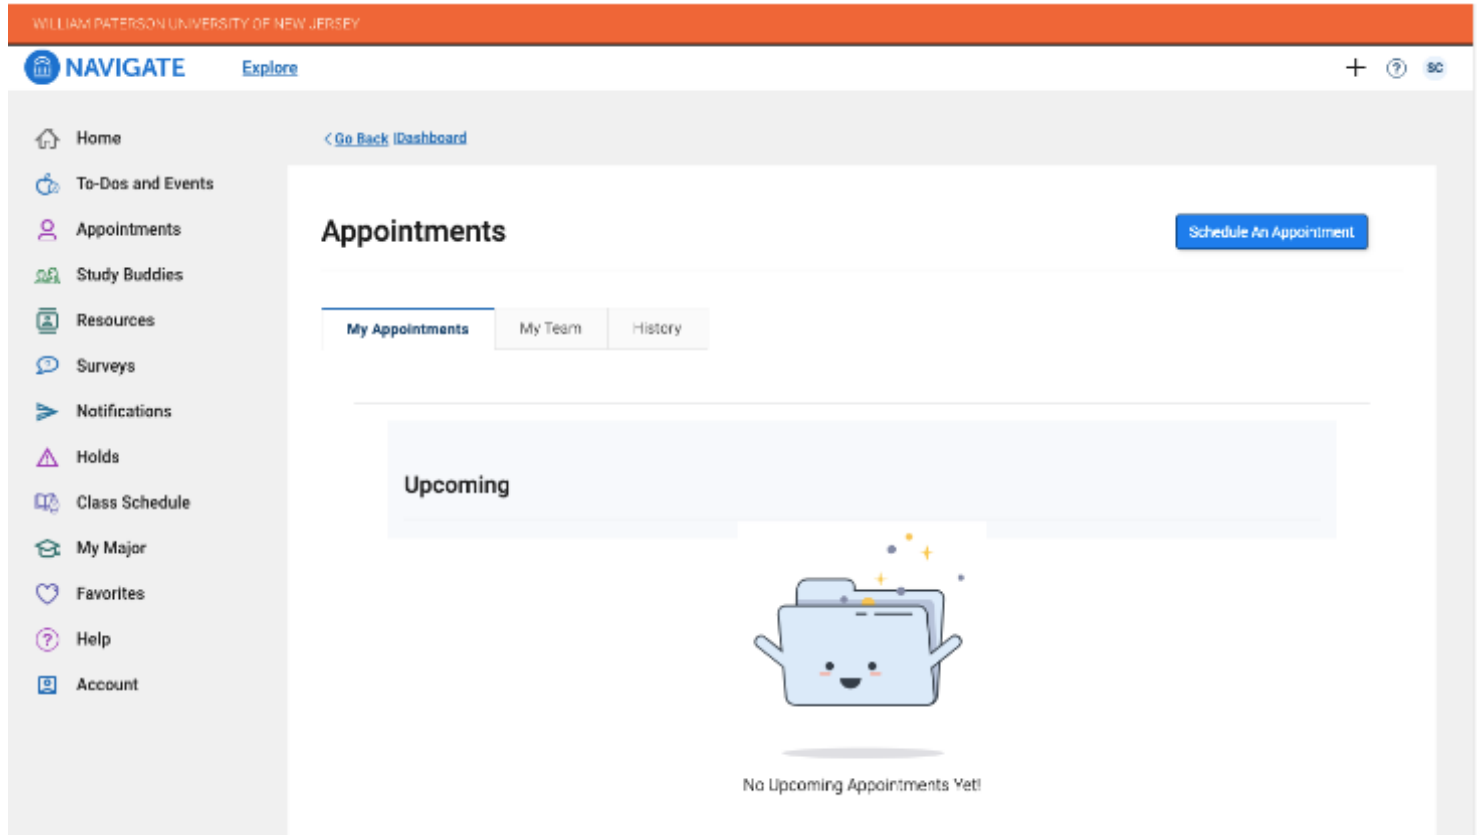 WILLIAM PATERSON UNIVERSITY OF NEW JERSEY
NAVIGATE Explore SC
Home
To-Dos and Events
Appointments
Study Buddies
Resources
Surveys
Notifications
Holds
Class Schedule
My Major
Favorites
Help
Account
< Go Back |Dashboard
Appointments
Schedule An Appointment
My Appointments My Team History
Upcoming
No Upcoming Appointments Yet!